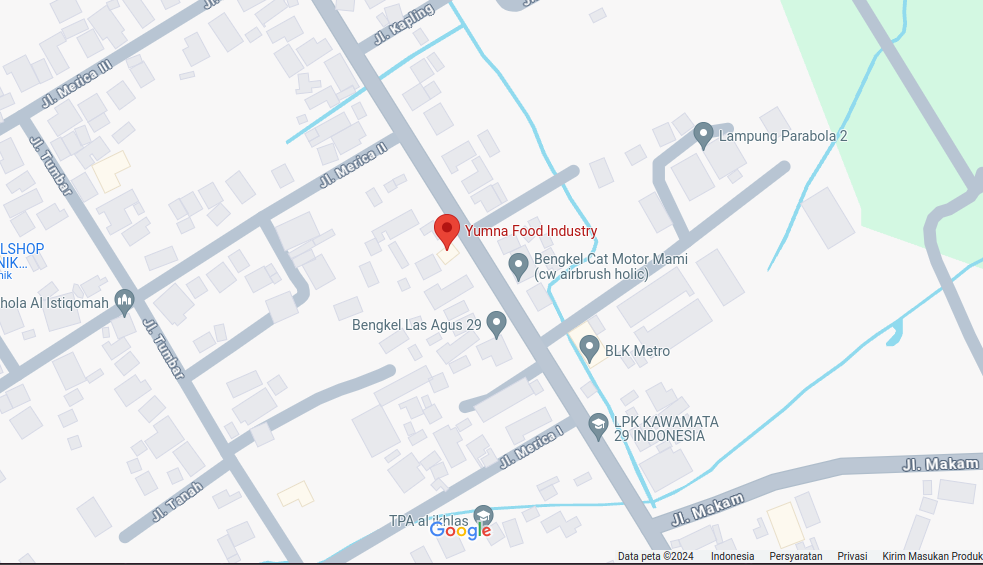 Jl. Kapling
Jl. Merica III
Jl. Tumbar
Jl. Merica II
Lampung Parabola 2
Yumna Food Industry
LSHOP
NIK...
nik
Bengkel Cat Motor Mami
(cw airbrush holic)
hola Al Istiqomah
Jl. Tumbar
Bengkel Las Agus 29
BLK Metro
LPK KAWAMATA
29 INDONESIA
Jl. Merica I
Jl. Makam
Jl. Tanah
Jl. Makam
TPA al ikhlas
Google
Data peta ©2024 Indonesia Persyaratan Privasi Kirim Masukan Produk